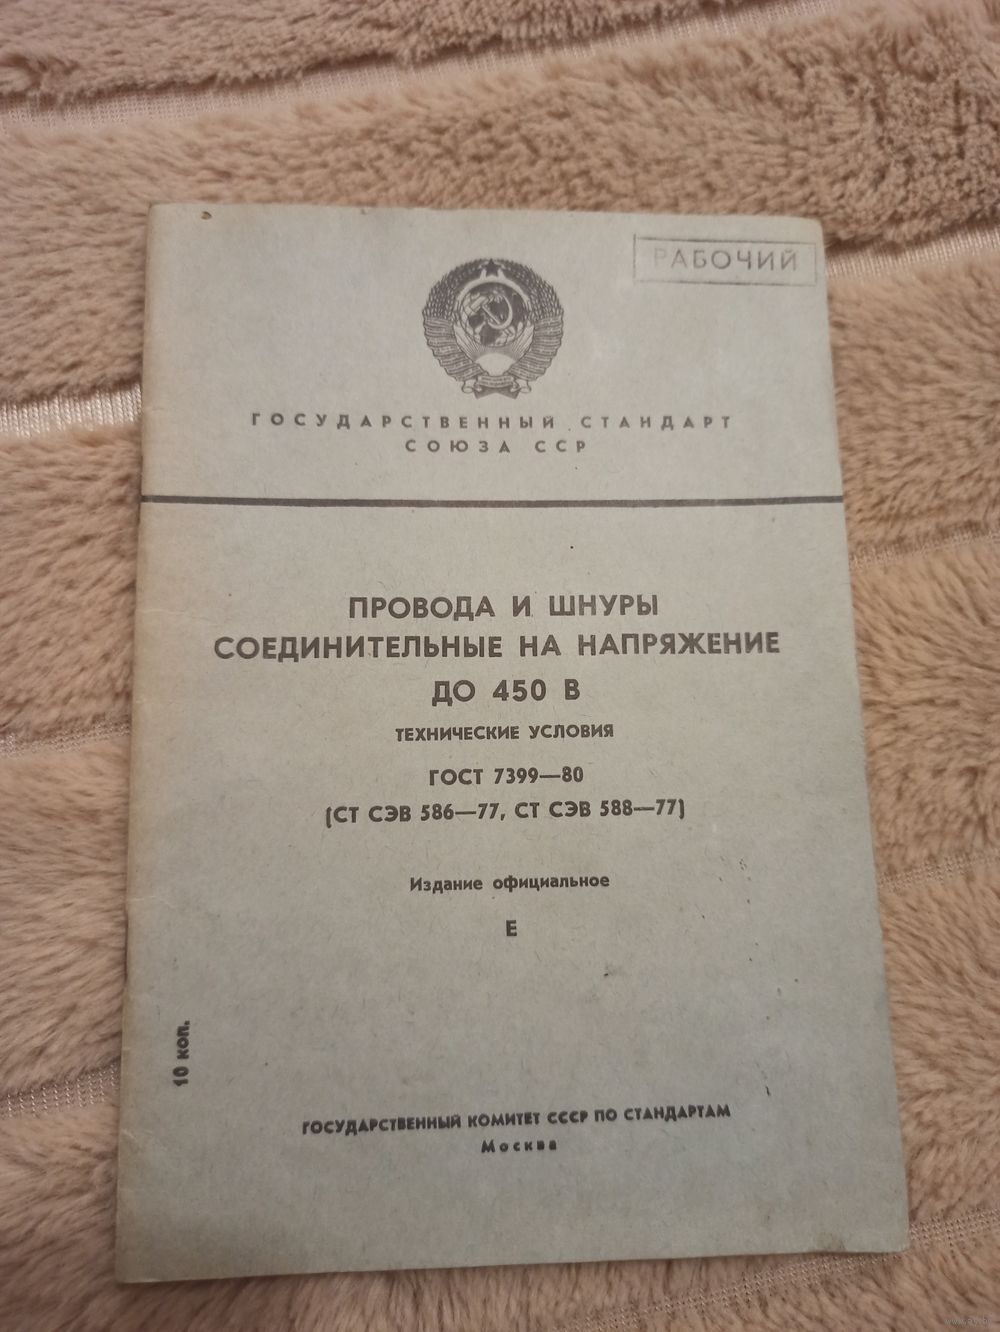 РАБОЧИЙ
ГОСУДАРСТВЕННЫЙ СТАНДАРТ
СОЮЗА ССР
ПРОВОДА И ШНУРЫ
СОЕДИНИТЕЛЬНЫЕ НА НАПРЯЖЕНИЕ
ДО 450 В
ТЕХНИЧЕСКИЕ УСЛОВИЯ
ГОСТ 7399—80
(СТ СЭВ 586—77, СТ СЭВ 588—77)
Издание официальное
Е
10 коп.
ГОСУДАРСТВЕННЫЙ КОМИТЕТ СССР ПО СТАНДАРТАМ
Москва